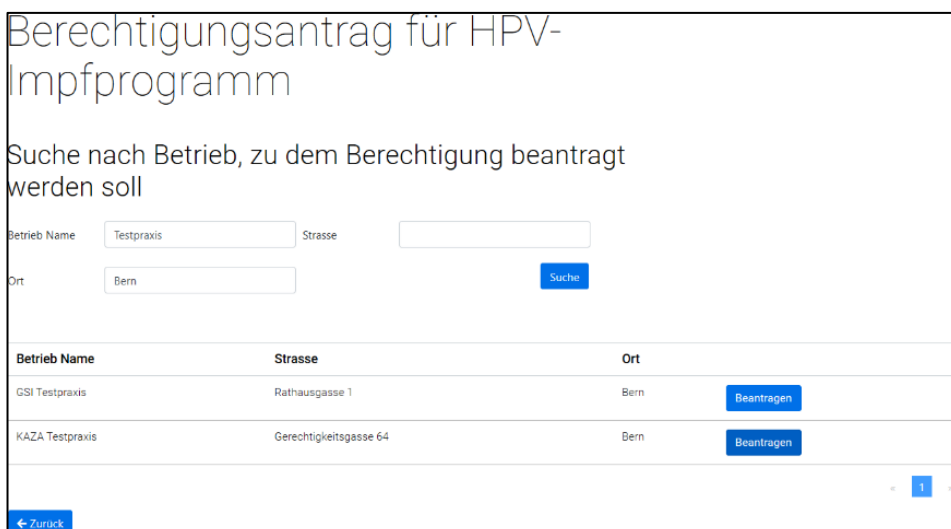 Berechtigungsantrag für HPV-
Impfprogramm
Suche nach Betrieb, zu dem Berechtigung beantragt
werden soll
Betrieb Name Testpraxis Strasse
Ort Bern Suche
Betrieb Name Strasse Ort
GSI Testpraxis Rathausgasse 1 Bern Beantragen
KAZA Testpraxis Gerechtigkeitsgasse 64 Bern Beantragen
« 1 »
← Zurück